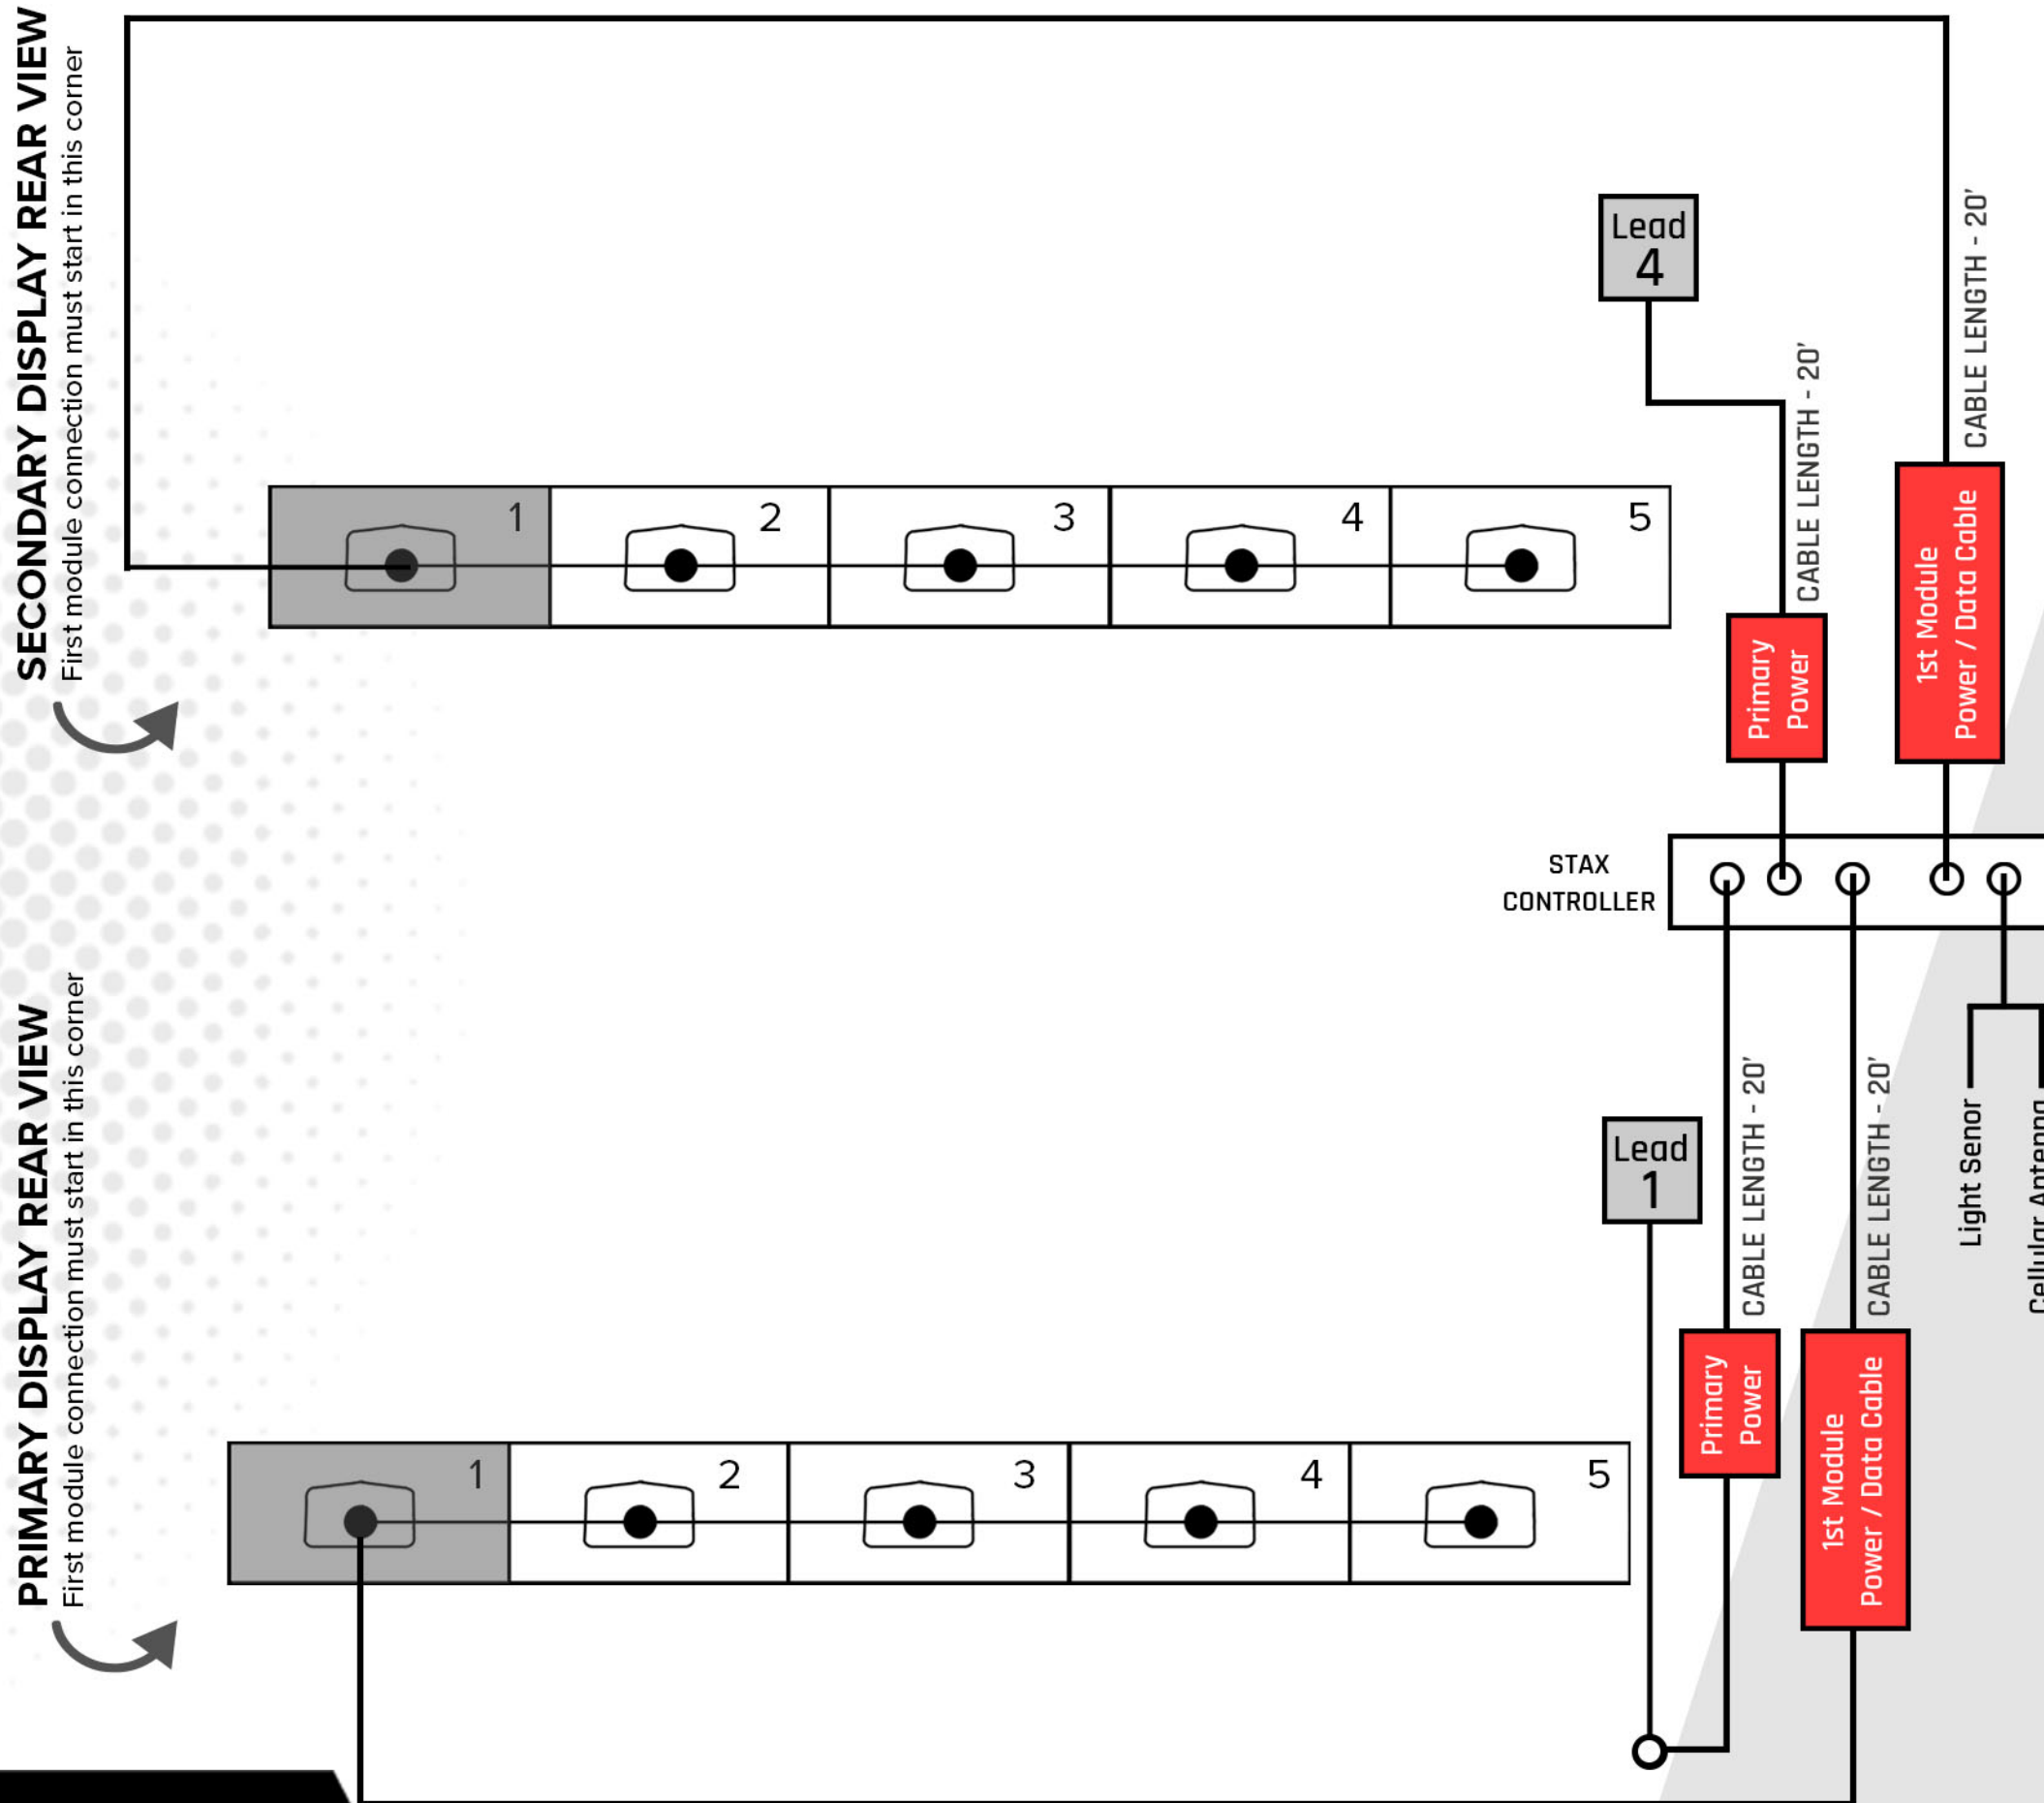 SECONDARY DISPLAY REAR VIEW
First module connection must start in this corner
1
2
3
4
5
Lead
4
CABLE LENGTH - 20'
CABLE LENGTH - 20'
Primary
Power
1st Module
Power / Data Cable
STAX
CONTROLLER
PRIMARY DISPLAY REAR VIEW
First module connection must start in this corner
1
2
3
4
5
Lead
1
CABLE LENGTH - 20'
CABLE LENGTH - 20'
Primary
Power
1st Module
Power / Data Cable
Light Senor
Cellular Antenna